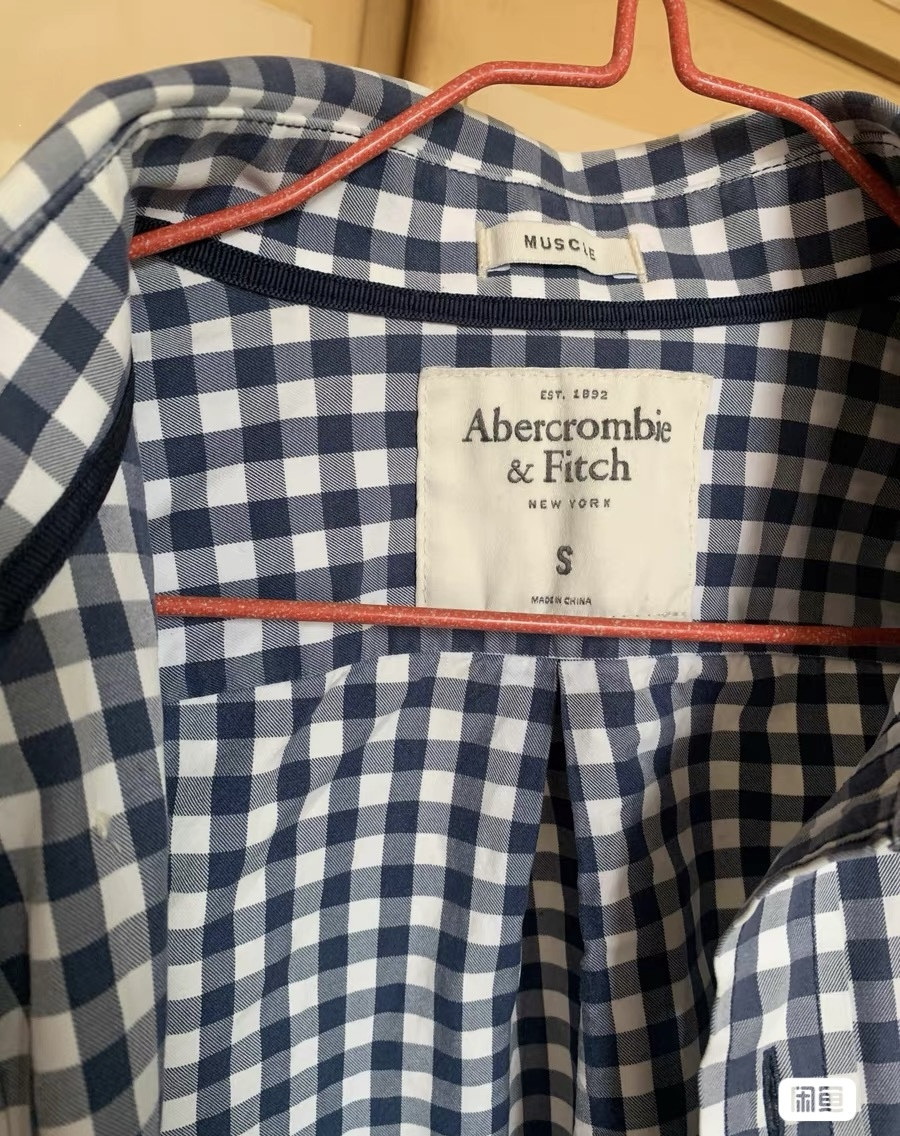 MUSCLE
EST. 1892
Abercrombie
& Fitch
NEW YORK
S
MADE IN CHINA
闲鱼